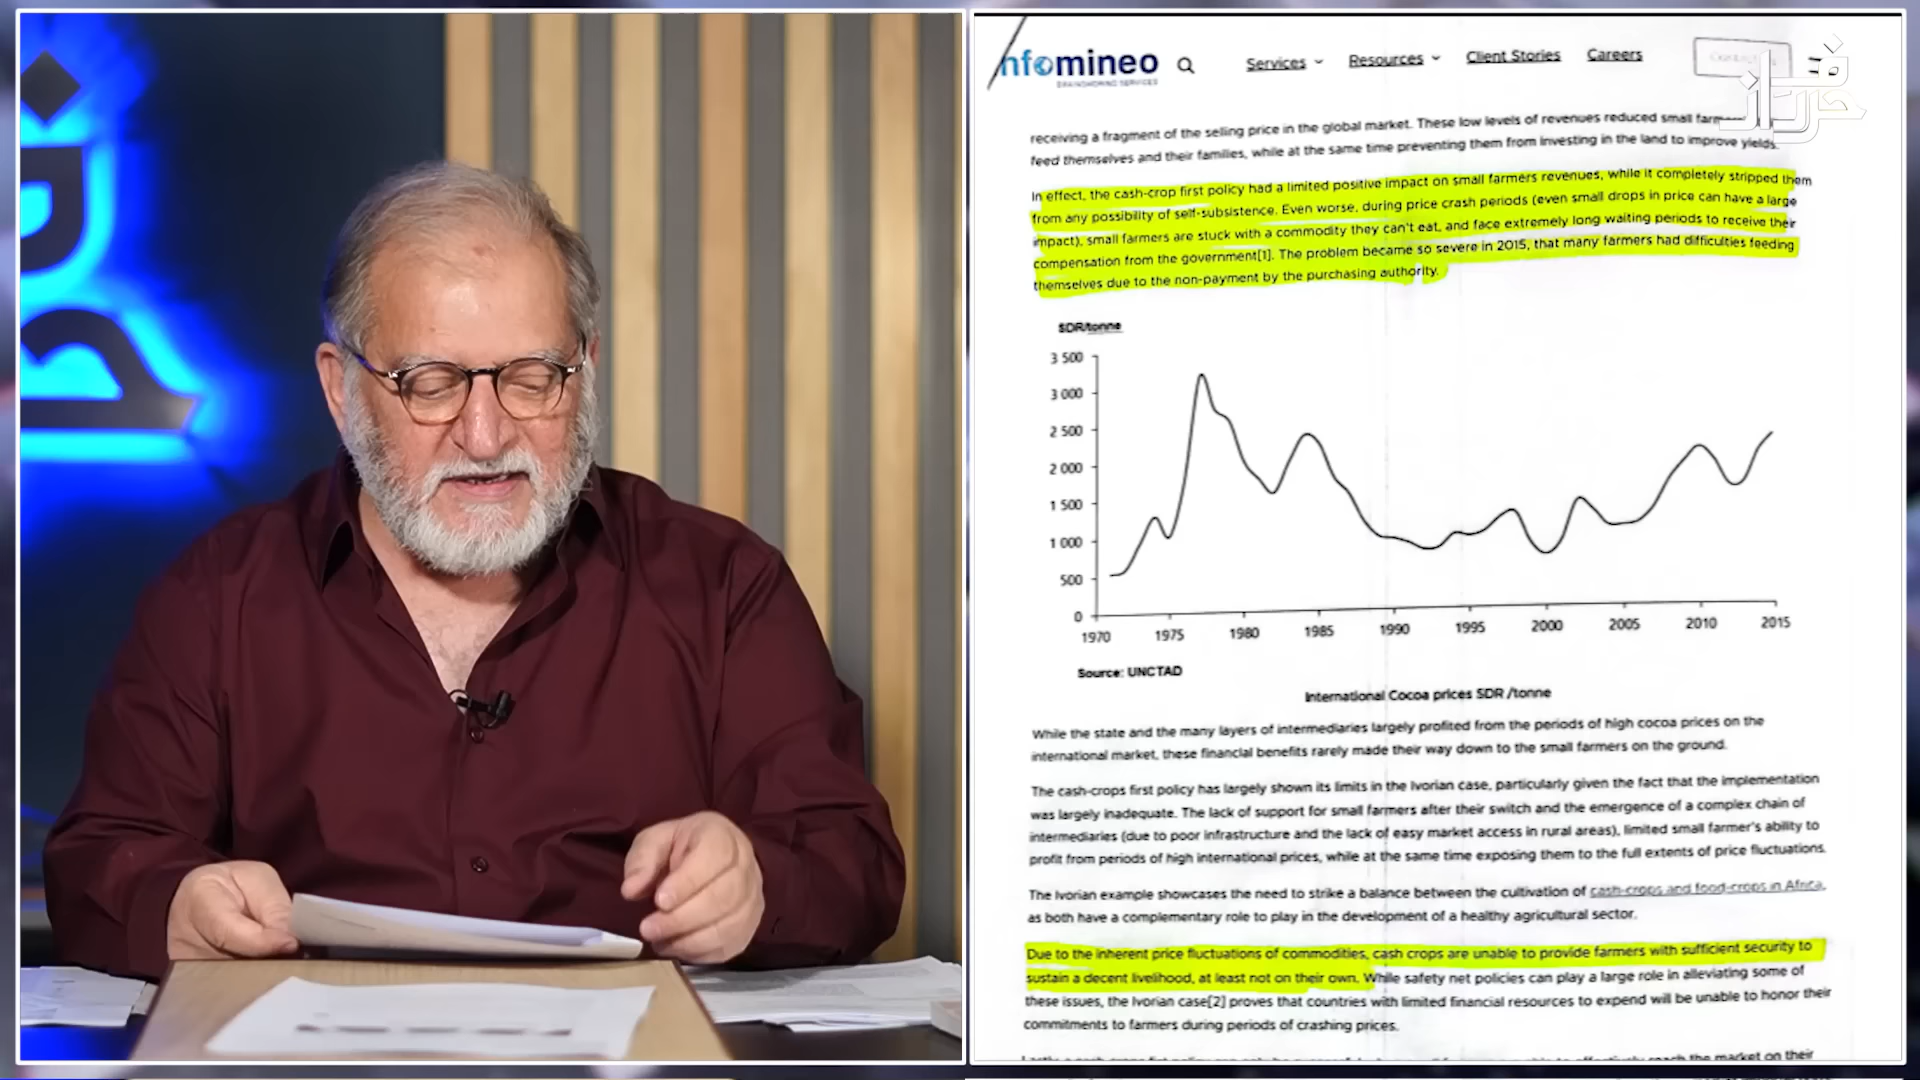 infomineo
BRAINSHORING SERVICES
Services
Resources
Client Stories
Careers
receiving a fragment of the selling price in the global market. These low levels of revenues reduced small
feed themselves and their families, while at the same time preventing them from investing in the land to improve yields.
In effect, the cash-crop first policy had a limited positive impact on small farmers revenues, while it completely stripped them
from any possibility of self-subsistence. Even worse, during price crash periods (even small drops in price can have a large
impact), small farmers are stuck with a commodity they can't eat, and face extremely long waiting periods to receive their
compensation from the government[1]. The problem became so severe in 2015, that many farmers had difficulties feeding
themselves due to the non-payment by the purchasing authority.
SDR/tonne
3 500
3 000
2 500
2 000
1 500
1 000
500
0
1970 1975 1980 1985 1990 1995 2000 2005 2010 2015
Source: UNCTAD
International Cocoa prices SDR /tonne
While the state and the many layers of intermediaries largely profited from the periods of high cocoa prices on the
international market, these financial benefits rarely made their way down to the small farmers on the ground.
The cash-crops first policy has largely shown its limits in the Ivorian case, particularly given the fact that the implementation
was largely inadequate. The lack of support for small farmers after their switch and the emergence of a complex chain of
intermediaries (due to poor infrastructure and the lack of easy market access in rural areas), limited small farmer's ability to
profit from periods of high international prices, while at the same time exposing them to the full extents of price fluctuations.
The Ivorian example showcases the need to strike a balance between the cultivation of cash-crops and food-crops in Africa,
as both have a complementary role to play in the development of a healthy agricultural sector.
Due to the inherent price fluctuations of commodities, cash crops are unable to provide farmers with sufficient security to
sustain a decent livelihood, at least not on their own. While safety net policies can play a large role in alleviating some of
these issues, the Ivorian case[2] proves that countries with limited financial resources to expend will be unable to honor their
commitments to farmers during periods of crashing prices.